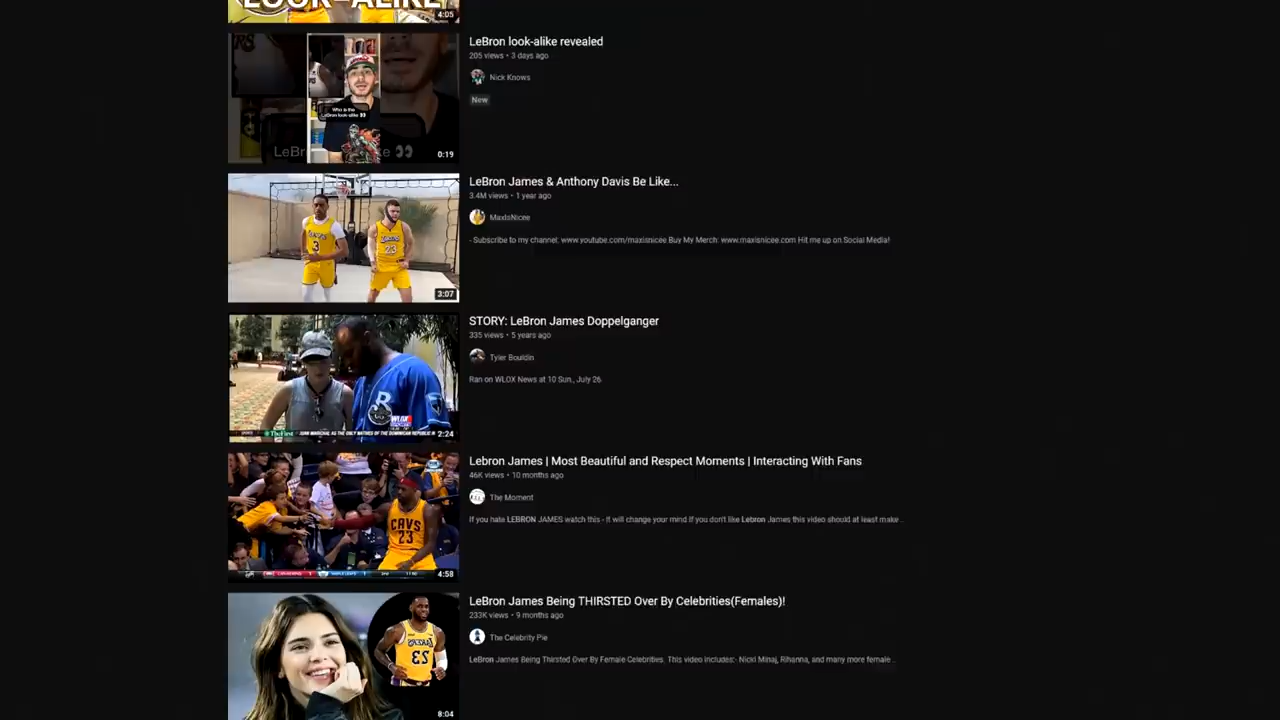 LOOK-ALIKE
4:05
LeBron look-alike revealed
205 views • 3 days ago
Nick Knows
New
Who is the
LeBron look-alike 👀
0:19
LeBron James & Anthony Davis Be Like...
3.4M views • 1 year ago
MaxIsNicee
- Subscribe to my channel: www.youtube.com/maxisnicee Buy My Merch: www.maxisnicee.com Hit me up on Social Media!
3
23
3:07
STORY: LeBron James Doppelganger
335 views • 5 years ago
Tyler Bouldin
Ran on WLOX News at 10 Sun., July 26
WLOX
2:24
Lebron James | Most Beautiful and Respect Moments | Interacting With Fans
46K views • 10 months ago
The Moment
If you hate LEBRON JAMES watch this - It will change your mind If you don't like Lebron James this video should at least make ...
CAVS
23
4:58
LeBron James Being THIRSTED Over By Celebrities(Females)!
233K views • 9 months ago
The Celebrity Pie
LeBron James Being Thirsted Over By Female Celebrities. This video includes:- Nicki Minaj, Rihanna, and many more female ...
8:04